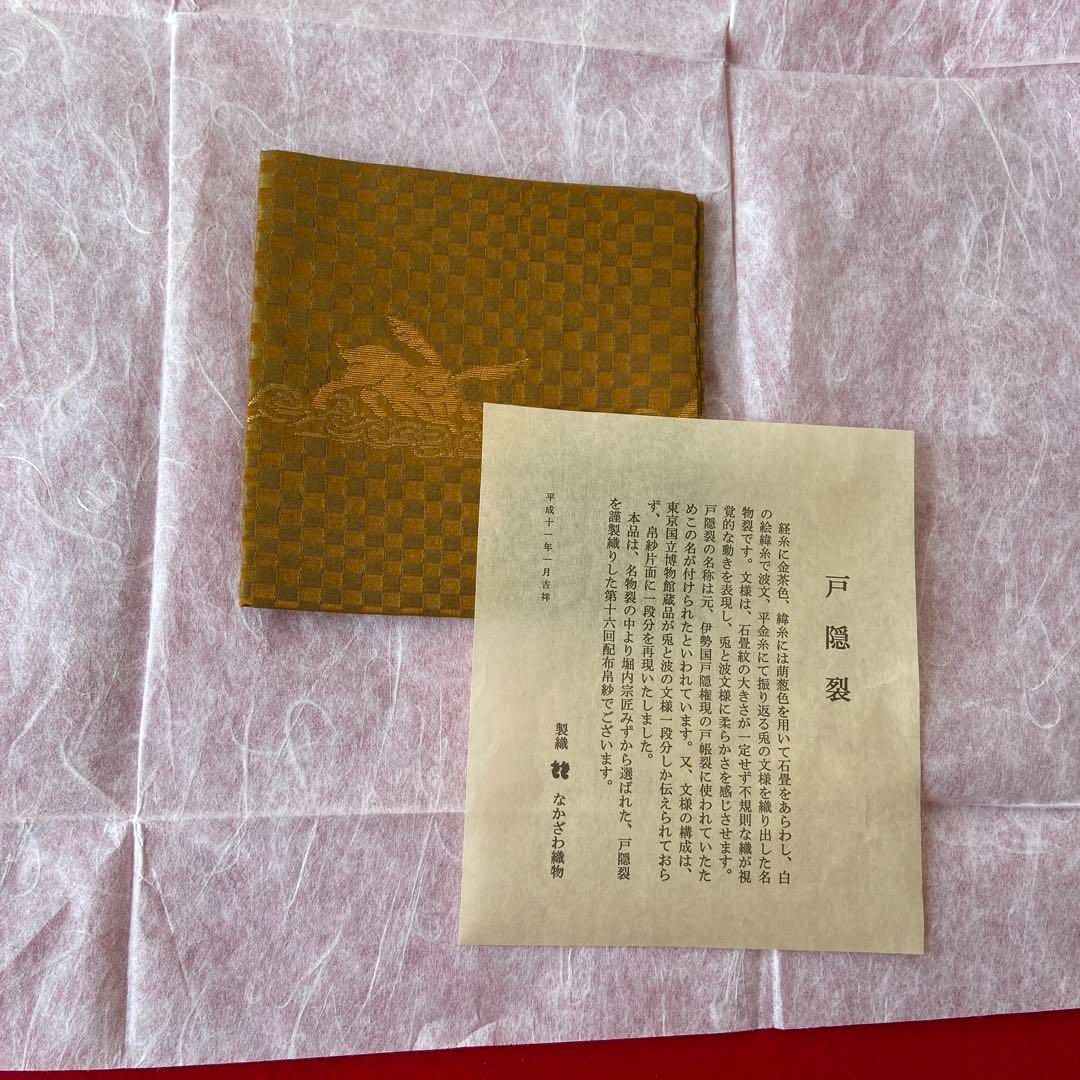 戸隠裂
経糸に金茶色、緯糸には萌葱色を用いて石畳をあらわし、白
の絵緯糸で波文、平金糸にて振り返る兎の文様を織り出した名
物裂です。文様は、石畳紋の大きさが一定せず不規則な織が視
覚的な動きを表現し、兎と波文様に柔らかさを感じさせます。
戸隠裂の名称は元、伊勢国戸隠権現の戸帳裂に使われていたた
めこの名が付けられたといわれています。又、文様の構成は、
東京国立博物館蔵品が兎と波の文様一段分しか伝えられておら
ず、帛紗片面に一段分を再現いたしました。
本品は、名物裂の中より堀内宗匠みずから選ばれた、戸隠裂
を謹製織りした第十六回配布帛紗でございます。
平成十一年一月吉祥
製織 なかざわ織物